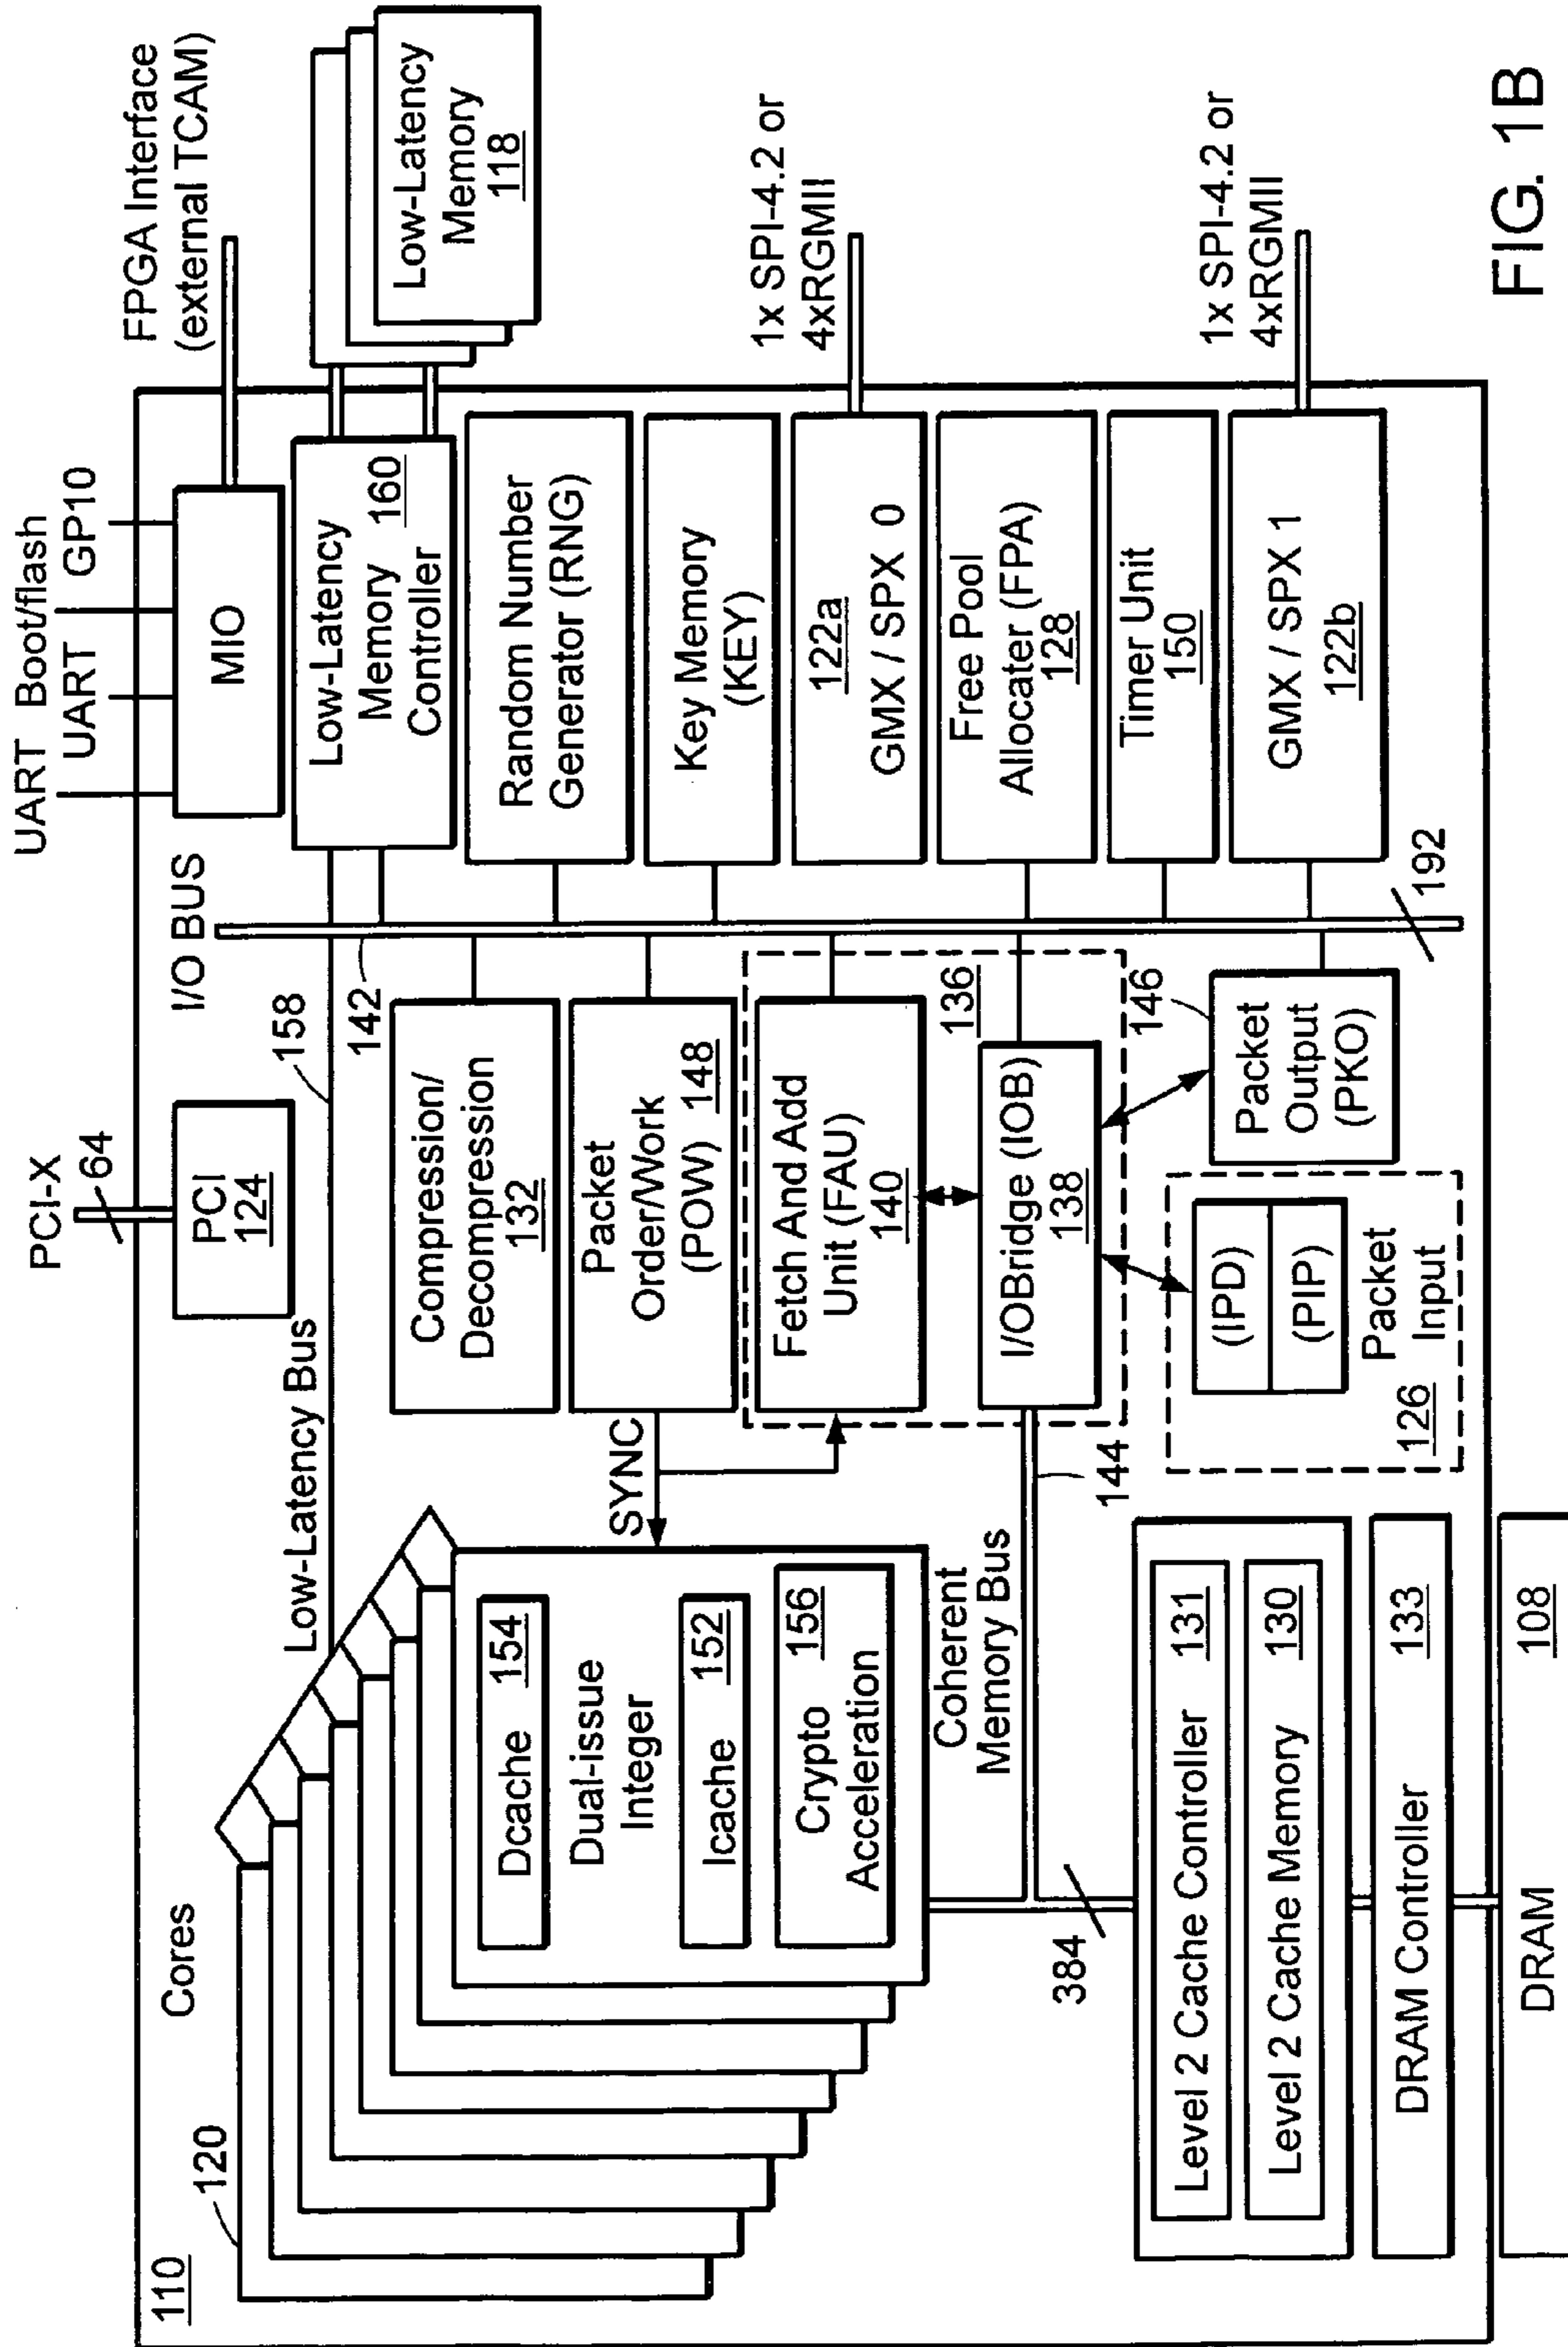 110
120
Cores
Dcache 154
Dual-issue
Integer
Icache 152
Crypto 156
Acceleration
Low-Latency Bus
158
SYNC
Coherent
Memory Bus
384
144
Level 2 Cache Controller 131
Level 2 Cache Memory 130
DRAM Controller 133
DRAM 108
PCI-X
64
PCI
124
I/O BUS
142
Compression/
Decompression
132
Packet
Order/Work
(POW) 148
Fetch And Add
Unit (FAU)
140
136
I/OBridge (IOB)
138
146
Packet
Output
(PKO)
(IPD)
(PIP)
Packet
Input
126
192
UART Boot/flash
UART GP10
MIO
FPGA Interface
(external TCAM)
Low-Latency
Memory 160
Controller
Low-Latency
Memory
118
Random Number
Generator (RNG)
Key Memory
(KEY)
122a
GMX / SPX 0
1x SPI-4.2 or
4xRGMII
Free Pool
Allocater (FPA)
128
Timer Unit
150
GMX / SPX 1
122b
1x SPI-4.2 or
4xRGMII
FIG. 1B